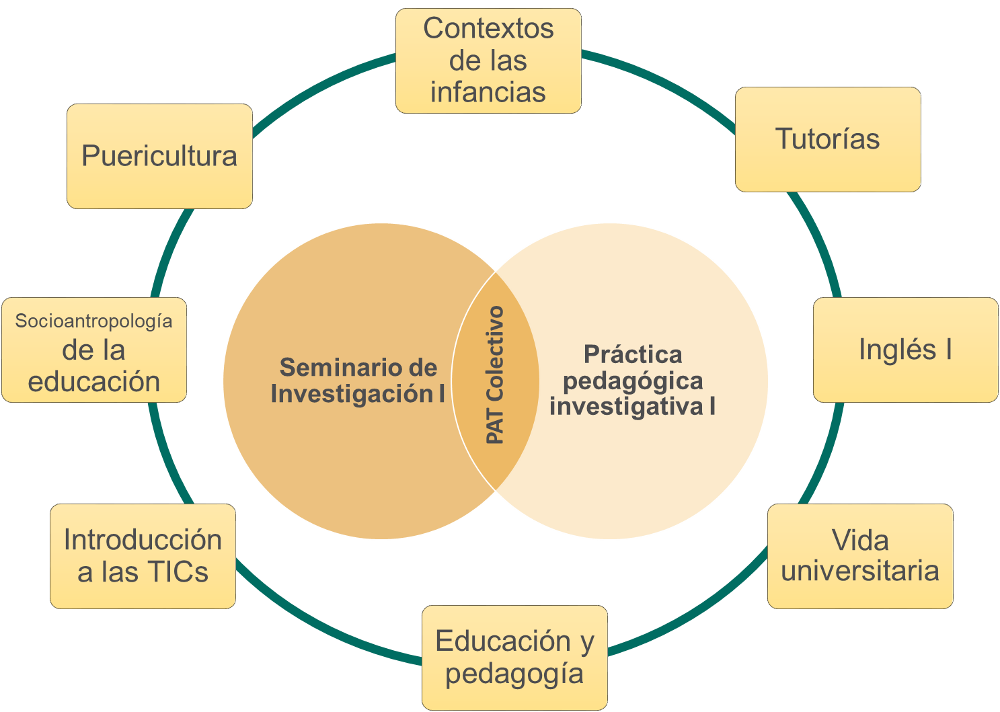 Contextos
de las
infancias
Tutorías
Puericultura
Inglés I
Socioantropología
de la
educación
Seminario de
Investigación I
PAT Colectivo
Práctica
pedagógica
investigativa I
Vida
universitaria
Introducción
a las TICs
Educación y
pedagogía